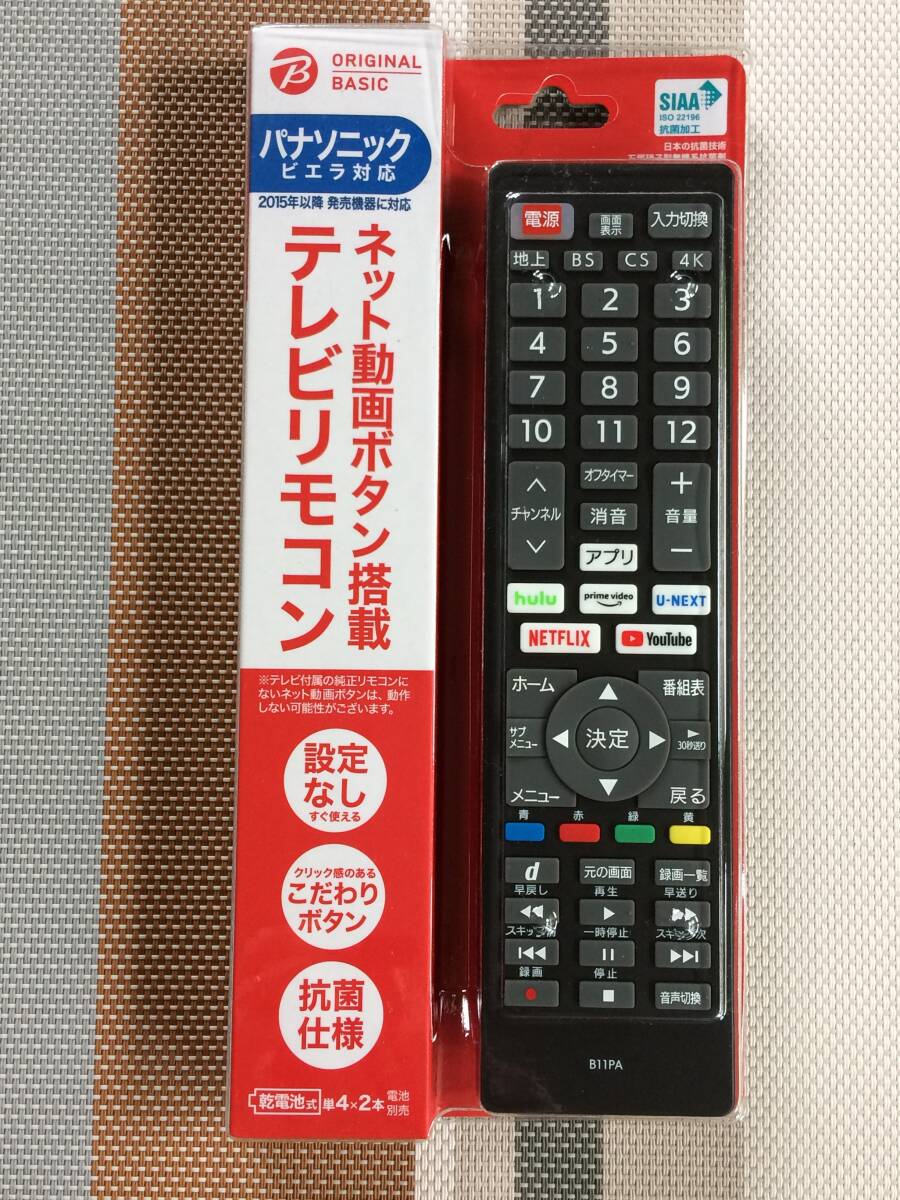 B
ORIGINAL
BASIC
パナソニック
ビエラ対応
2015年以降 発売機器に対応
ネット動画ボタン搭載
テレビリモコン
※テレビ付属の純正リモコンに
ないネット動画ボタンは、動作
しない可能性がございます。
設定
なし
すぐ使える
クリック感のある
こだわり
ボタン
抗菌
仕様
乾電池式 単4×2本 電池
別売
SIAA
ISO 22196
抗菌加工
日本の抗菌技術
電源 画面
表示 入力切換
地上 BS CS 4K
1 2 3
4 5 6
7 8 9
10 11 12
オフタイマー
チャンネル 消音 + 音量 −
アプリ
hulu prime video U-NEXT
NETFLIX YouTube
ホーム 番組表
サブ
メニュー 決定 30秒送り
メニュー 戻る
青 赤 緑 黄
d 元の画面 録画一覧
早戻し 再生 早送り
一時停止
録画 停止
音声切換
B11PA